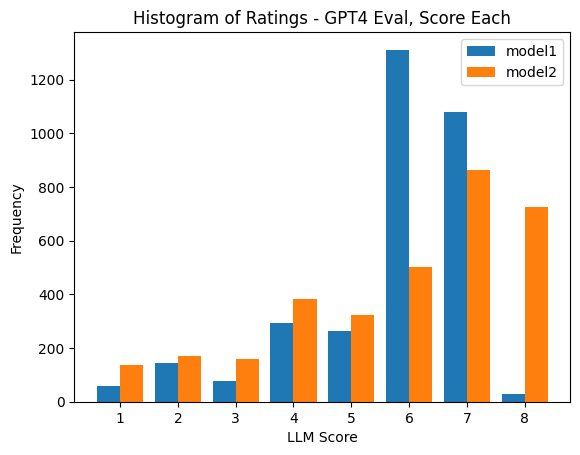 Histogram of Ratings - GPT4 Eval, Score Each
model1
model2
1200
1000
800
600
400
200
0
Frequency
1 2 3 4 5 6 7 8
LLM Score